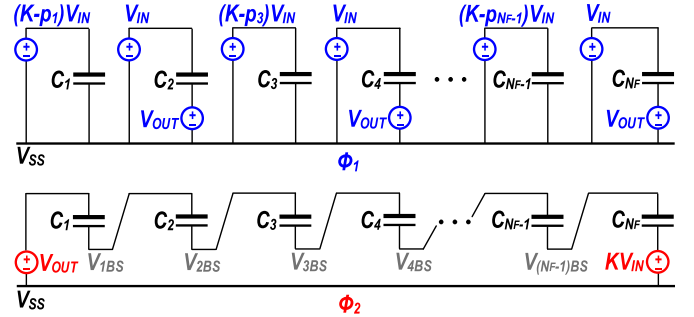 (K-p1)VIN VIN (K-p3)VIN VIN (K-pNF-1)VIN VIN
C1 C2 C3 C4 ··· CNF-1 CNF
VOUT VOUT VOUT
VSS Φ1
C1 C2 C3 C4 ··· CNF-1 CNF
VOUT V1BS V2BS V3BS V4BS V(NF-1)BS KVIN
VSS Φ2